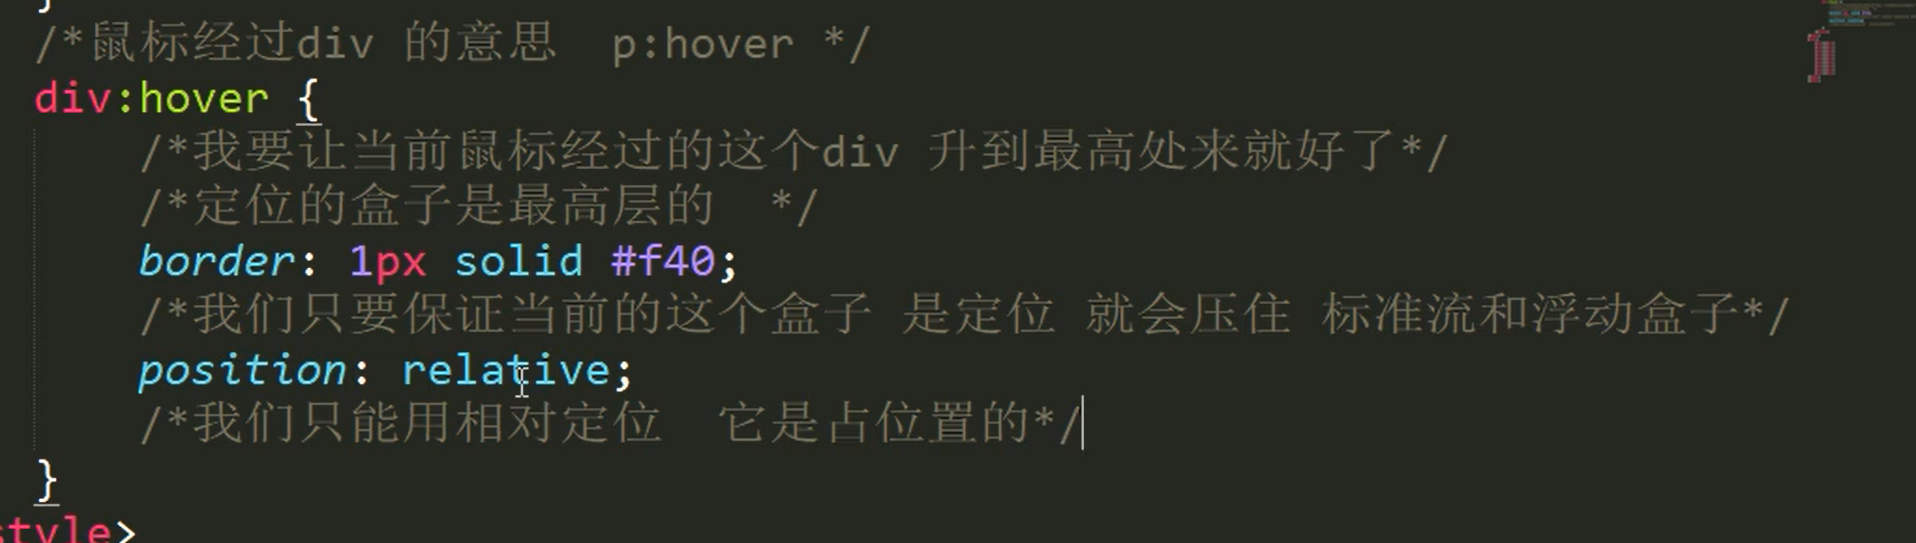 }
/*鼠标经过div 的意思  p:hover */
div:hover {
/*我要让当前鼠标经过的这个div 升到最高处来就好了*/
/*定位的盒子是最高层的  */
border: 1px solid #f40;
/*我们只要保证当前的这个盒子 是定位 就会压住 标准流和浮动盒子*/
position: relative;
/*我们只能用相对定位  它是占位置的*/
}
style>